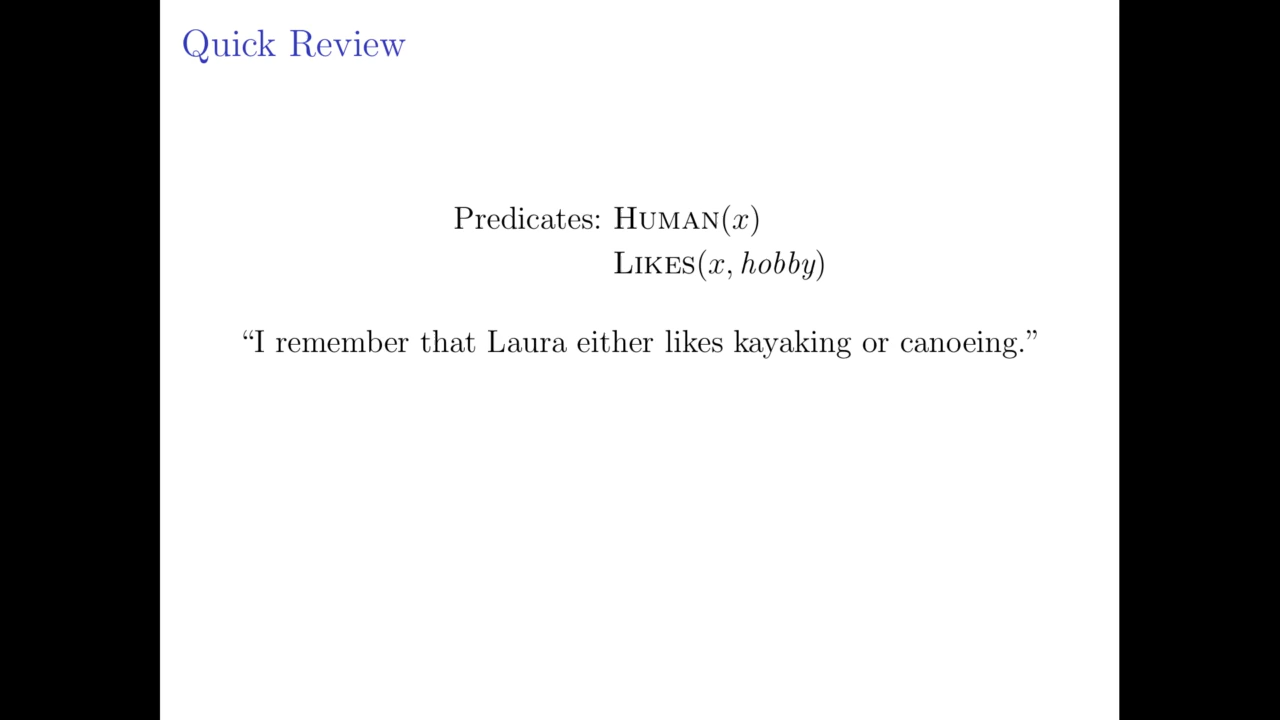 Quick Review
Predicates: HUMAN(x)
LIKES(x, hobby)
“I remember that Laura either likes kayaking or canoeing.”